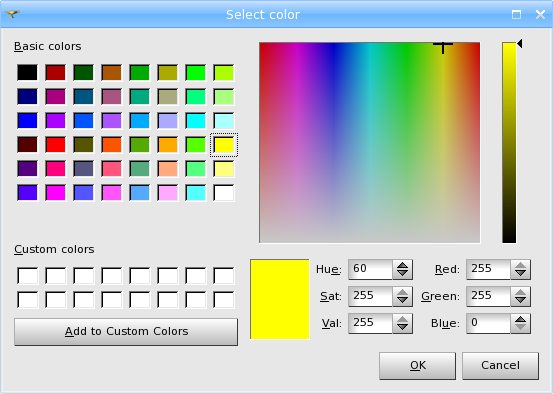 Select color
Basic colors
Custom colors
Add to Custom Colors
Hue: 60 Red: 255
Sat: 255 Green: 255
Val: 255 Blue: 0
OK Cancel